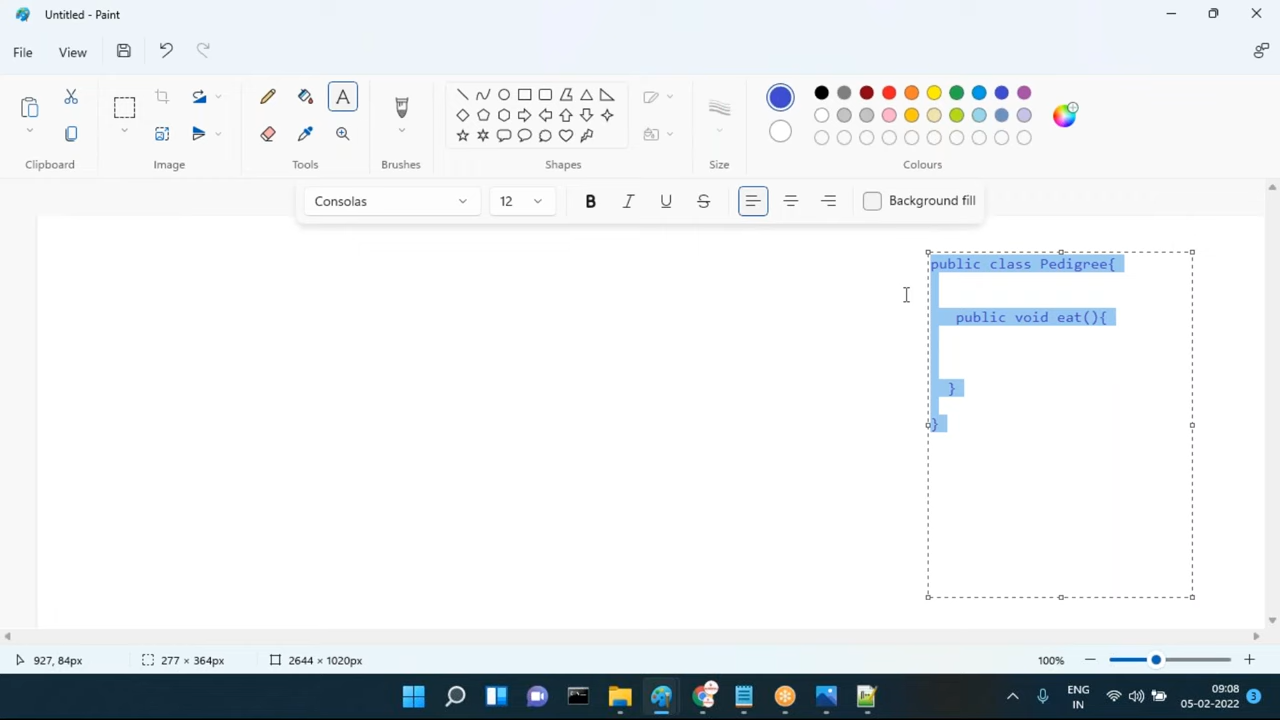 Untitled - Paint
File View
Clipboard Image Tools Brushes Shapes Size Colours
Consolas 12 B I U S Background fill
public class Pedigree{
public void eat(){
}
}
927, 84px 277 × 364px 2644 × 1020px 100%
ENG
IN
09:08
05-02-2022
3